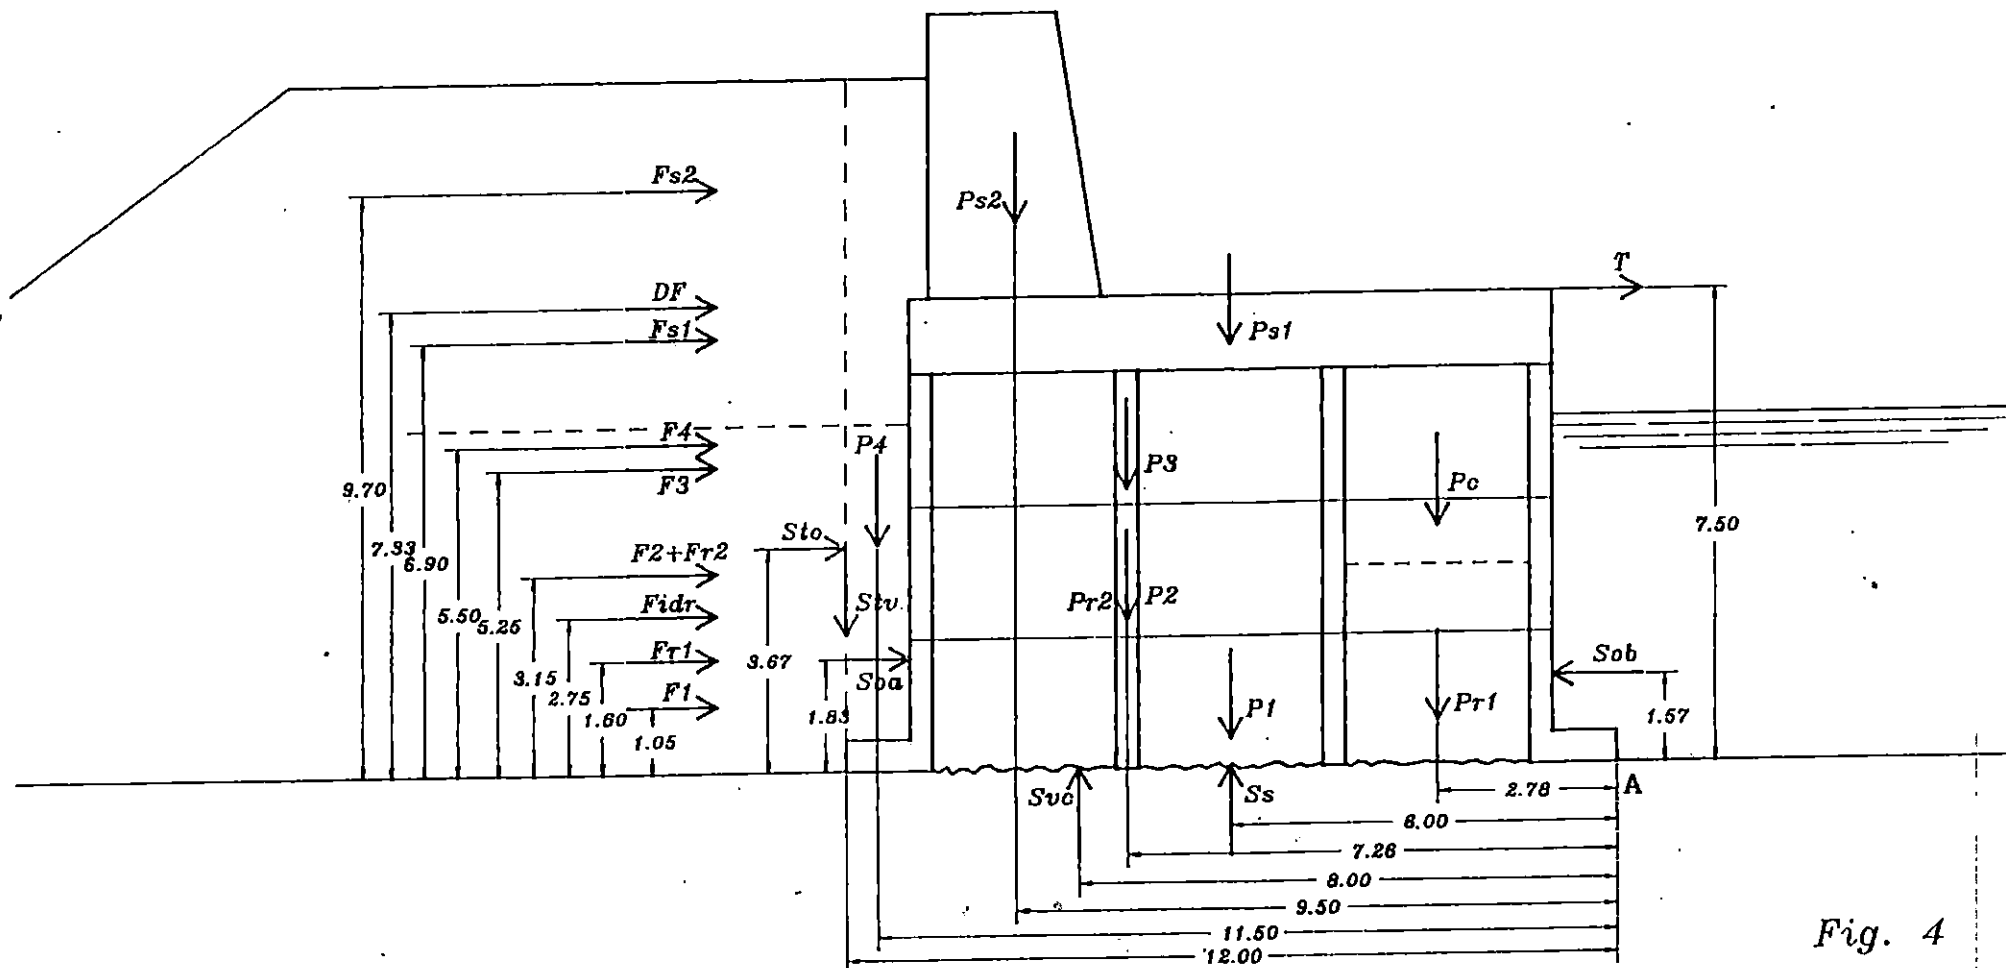 Fs2
Ps2
T
DF
Fs1
Ps1
F4
P4
F3
P3
Pc
9.70
7.50
Sto
7.33
6.90
F2+Fr2
Stv
Pr2
P2
Fidr
5.50
5.25
Fr1
3.67
Soa
Sob
3.15
2.75
F1
P1
Pr1
1.60
1.83
1.57
1.05
Svc
Ss
2.78
A
6.00
7.26
8.00
9.50
11.50
12.00
Fig. 4